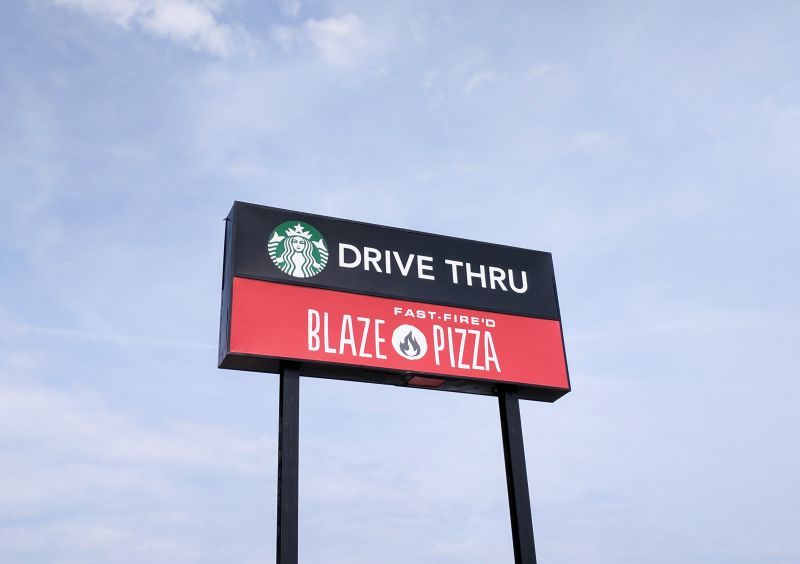 DRIVE THRU
FAST-FIRE'D
BLAZE PIZZA